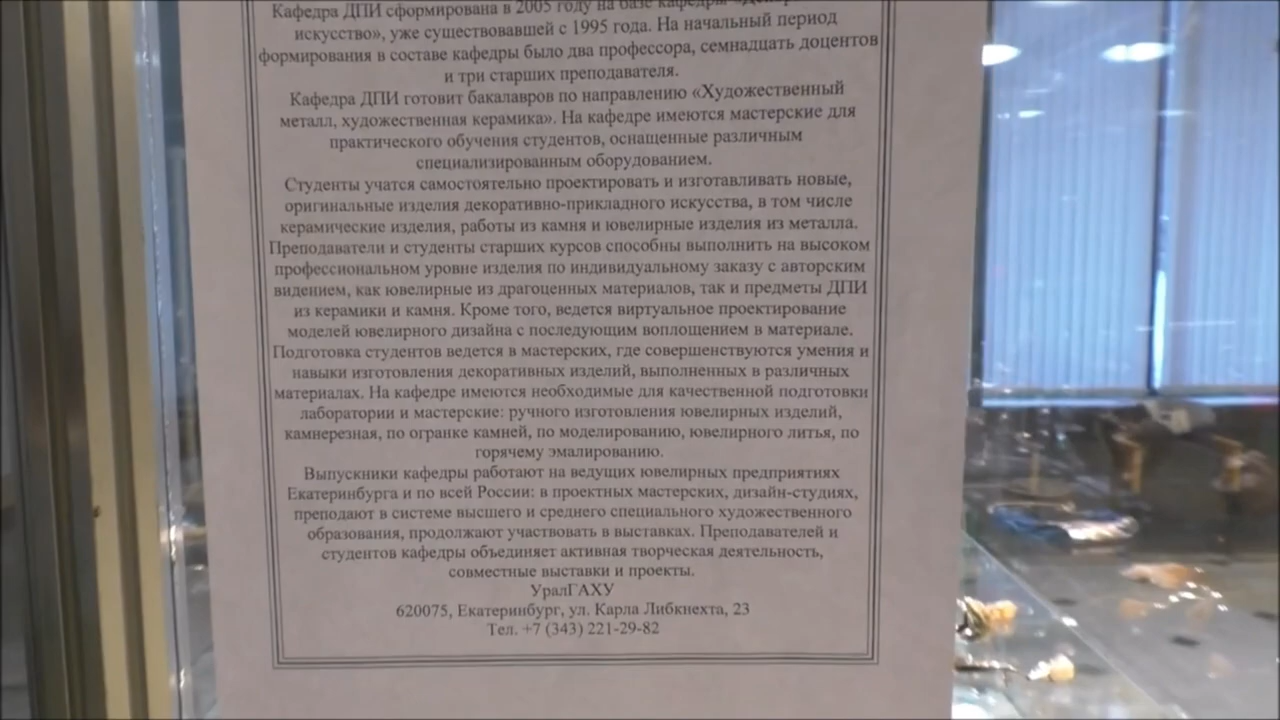 Кафедра ДПИ сформирована в 2005 году на базе кафедры
искусство», уже существовавшей с 1995 года. На начальный период
формирования в составе кафедры было два профессора, семнадцать доцентов
и три старших преподавателя.
Кафедра ДПИ готовит бакалавров по направлению «Художественный
металл, художественная керамика». На кафедре имеются мастерские для
практического обучения студентов, оснащенные различным
специализированным оборудованием.
Студенты учатся самостоятельно проектировать и изготавливать новые,
оригинальные изделия декоративно-прикладного искусства, в том числе
керамические изделия, работы из камня и ювелирные изделия из металла.
Преподаватели и студенты старших курсов способны выполнить на высоком
профессиональном уровне изделия по индивидуальному заказу с авторским
видением, как ювелирные из драгоценных материалов, так и предметы ДПИ
из керамики и камня. Кроме того, ведется виртуальное проектирование
моделей ювелирного дизайна с последующим воплощением в материале.
Подготовка студентов ведется в мастерских, где совершенствуются умения и
навыки изготовления декоративных изделий, выполненных в различных
материалах. На кафедре имеются необходимые для качественной подготовки
лаборатории и мастерские: ручного изготовления ювелирных изделий,
камнерезная, по огранке камней, по моделированию, ювелирного литья, по
горячему эмалированию.
Выпускники кафедры работают на ведущих ювелирных предприятиях
Екатеринбурга и по всей России: в проектных мастерских, дизайн-студиях,
преподают в системе высшего и среднего специального художественного
образования, продолжают участвовать в выставках. Преподавателей и
студентов кафедры объединяет активная творческая деятельность,
совместные выставки и проекты.
УралГАХУ
620075, Екатеринбург, ул. Карла Либкнехта, 23
Тел. +7 (343) 221-29-82